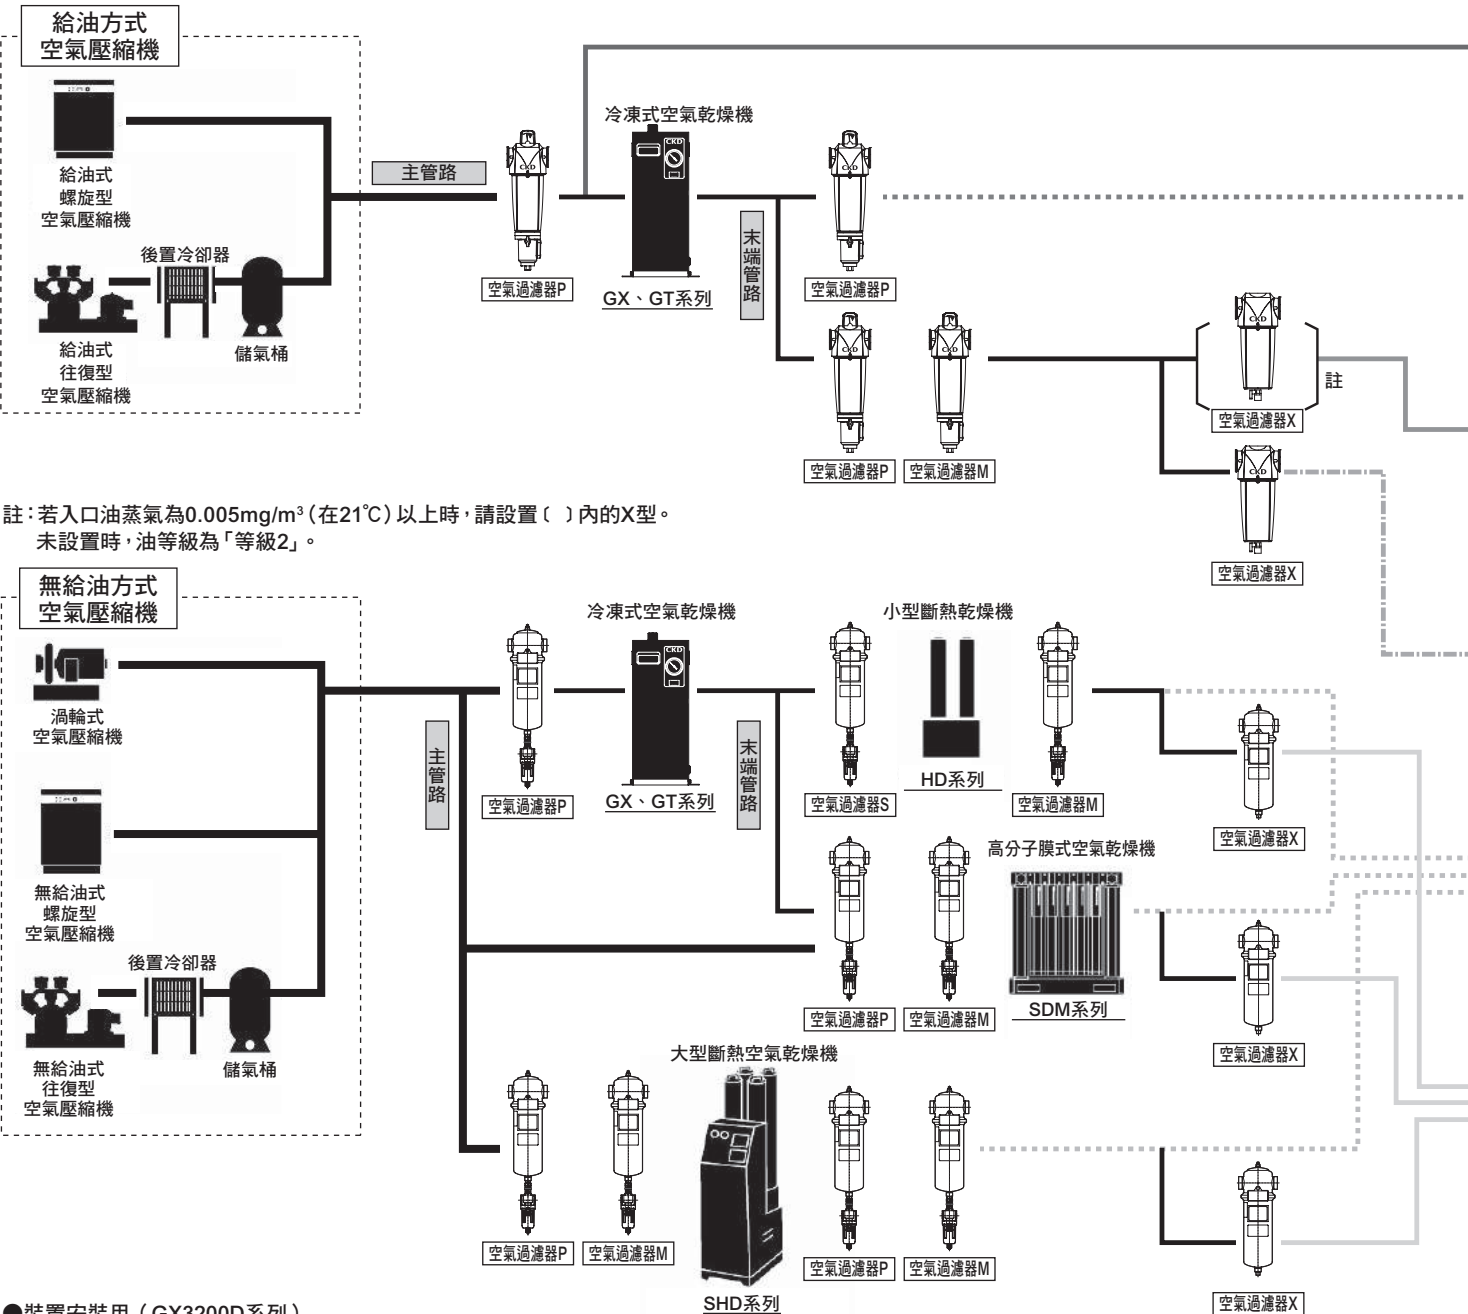 給油方式
空氣壓縮機
給油式
螺旋型
空氣壓縮機
後置冷卻器
給油式
往復型
空氣壓縮機
儲氣桶
主管路
空氣過濾器P
冷凍式空氣乾燥機
CKD
GX、GT系列
末端管路
空氣過濾器P
空氣過濾器P
空氣過濾器M
空氣過濾器X
註
空氣過濾器X
註：若入口油蒸氣為0.005mg/m³（在21℃）以上時，請設置〔 〕內的X型。
未設置時，油等級為「等級2」。
無給油方式
空氣壓縮機
渦輪式
空氣壓縮機
無給油式
螺旋型
空氣壓縮機
後置冷卻器
無給油式
往復型
空氣壓縮機
儲氣桶
主管路
空氣過濾器P
冷凍式空氣乾燥機
CKD
GX、GT系列
末端管路
空氣過濾器S
小型斷熱乾燥機
HD系列
空氣過濾器M
空氣過濾器X
空氣過濾器P
空氣過濾器M
高分子膜式空氣乾燥機
SDM系列
空氣過濾器X
空氣過濾器P
空氣過濾器M
大型斷熱空氣乾燥機
SHD系列
空氣過濾器P
空氣過濾器M
空氣過濾器X
●裝置安裝用（GX3200D系列）